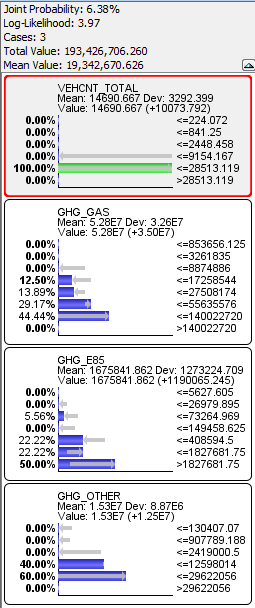 Joint Probability: 6.38%
Log-Likelihood: 3.97
Cases: 3
Total Value: 193,426,706.260
Mean Value: 19,342,670.626
VEHCNT_TOTAL
Mean: 14690.667 Dev: 3292.399
Value: 14690.667 (+10073.792)
0.00% <=224.072
0.00% <=841.25
0.00% <=2448.458
0.00% <=9154.167
100.00% <=28513.119
0.00% >28513.119
GHG_GAS
Mean: 5.28E7 Dev: 3.26E7
Value: 5.28E7 (+3.50E7)
0.00% <=853656.125
0.00% <=3261835
0.00% <=8874886
12.50% <=17258544
13.89% <=27508174
29.17% <=55635576
44.44% <=140022720
0.00% >140022720
GHG_E85
Mean: 1675841.862 Dev: 1273224.709
Value: 1675841.862 (+1190065.245)
0.00% <=5627.605
0.00% <=26979.895
5.56% <=73264.969
0.00% <=149458.625
22.22% <=408594.5
22.22% <=1827681.75
50.00% >1827681.75
GHG_OTHER
Mean: 1.53E7 Dev: 8.87E6
Value: 1.53E7 (+1.25E7)
0.00% <=130407.07
0.00% <=907789.188
0.00% <=2419000.5
40.00% <=12598014
60.00% <=29622056
0.00% >29622056